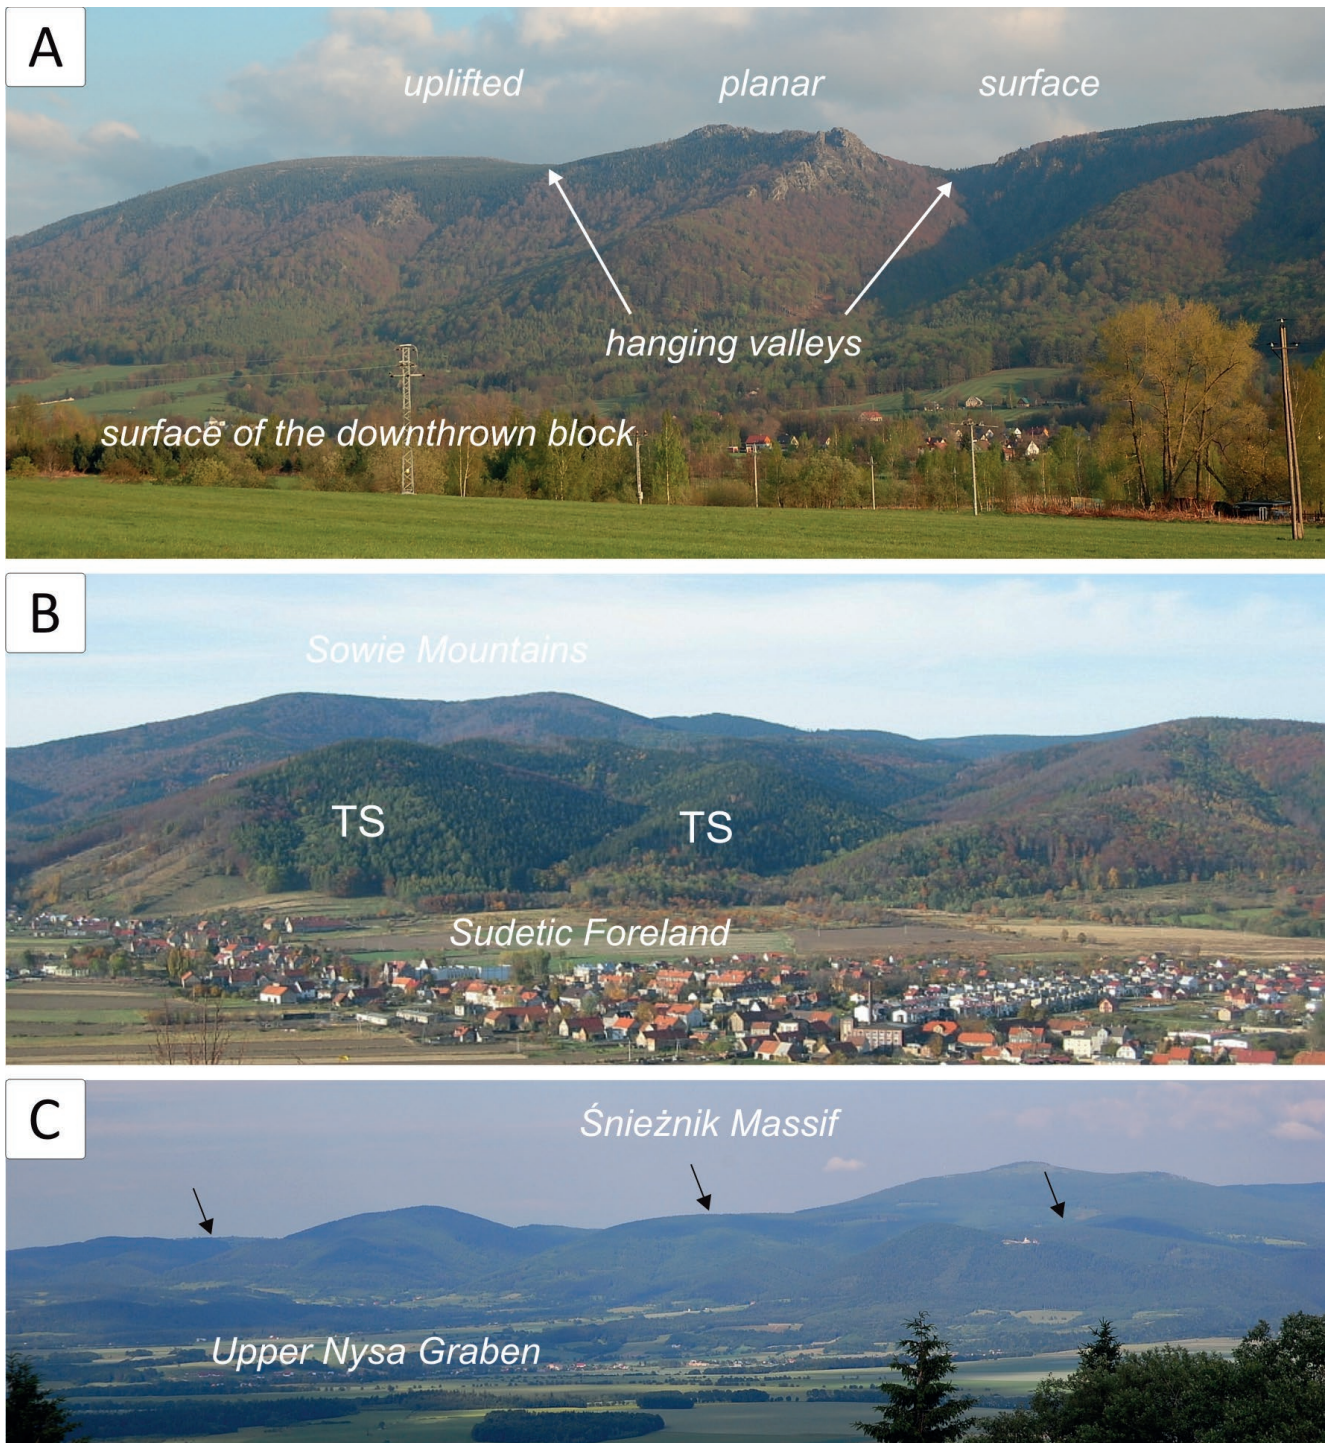 A
uplifted planar surface
hanging valleys
surface of the downthrown block
B
Sowie Mountains
TS
TS
Sudetic Foreland
C
Śnieżnik Massif
Upper Nysa Graben